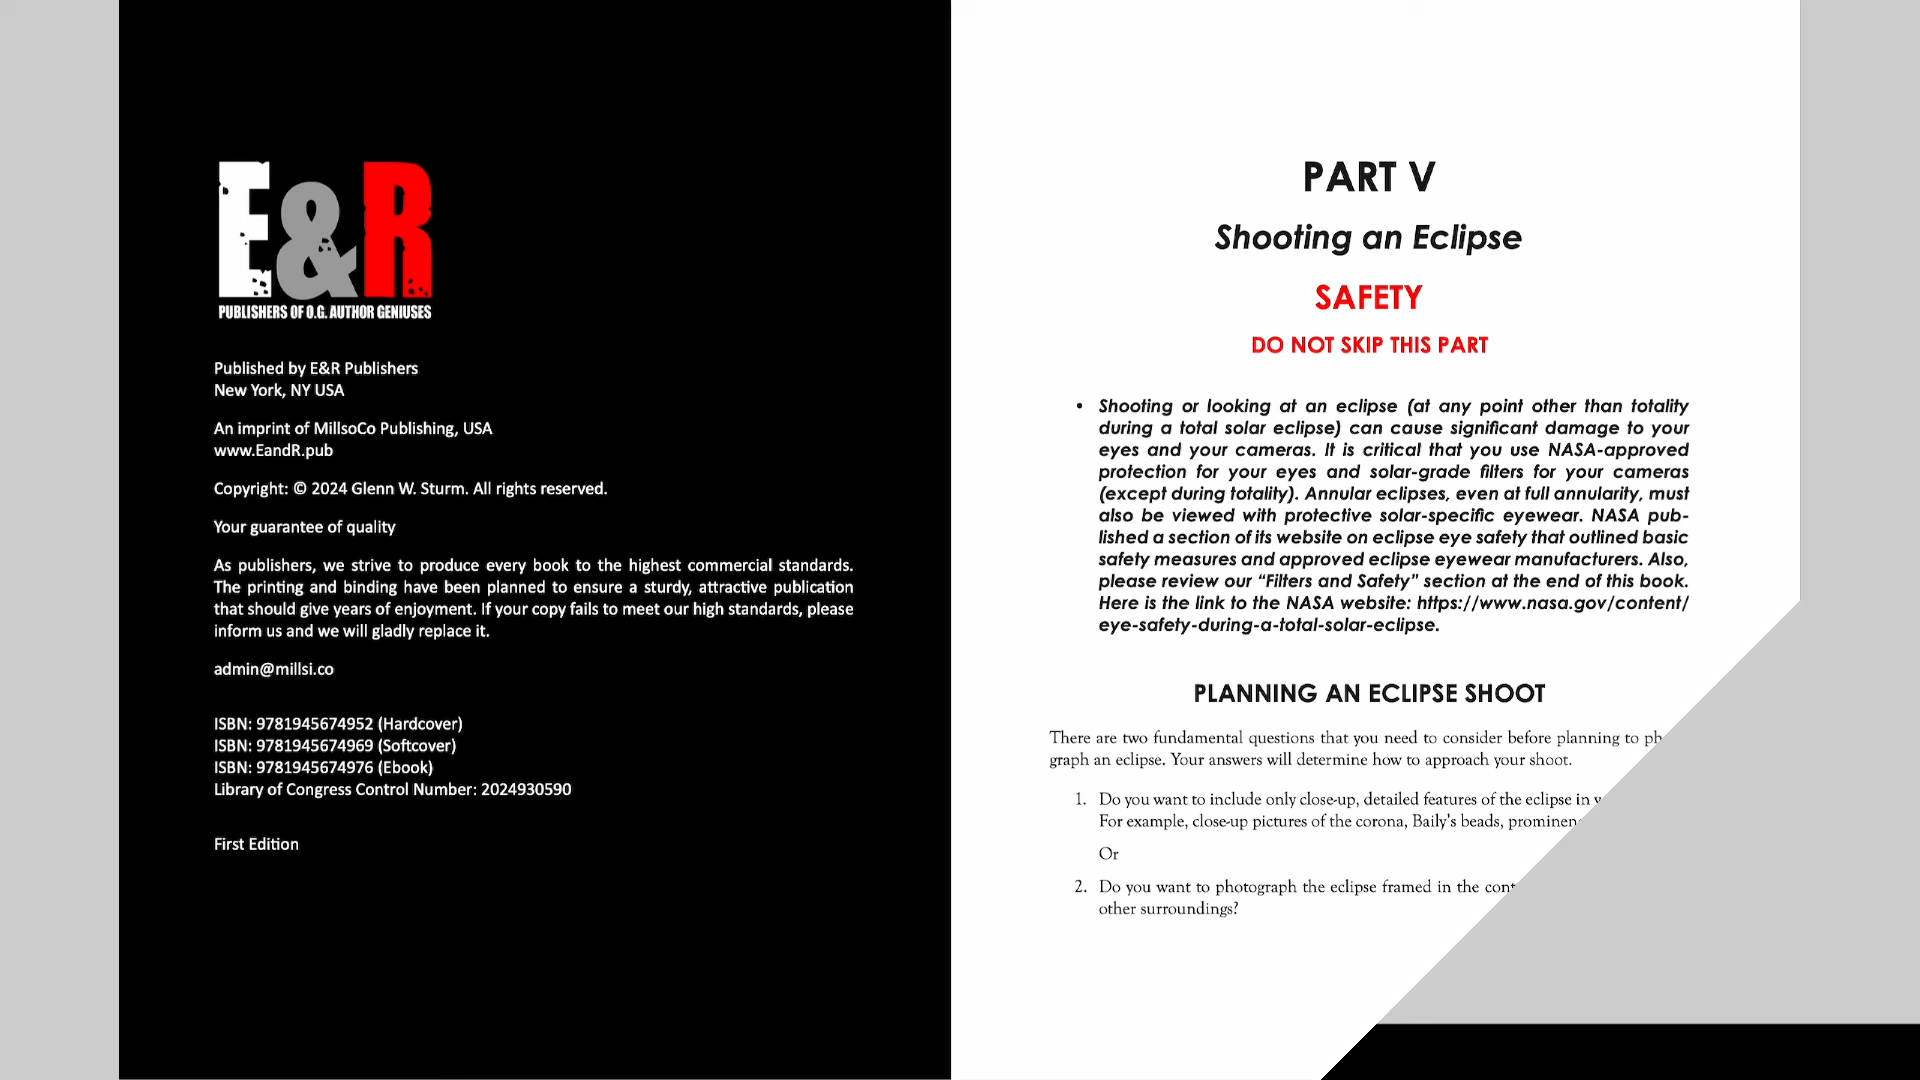 E&R
PUBLISHERS OF O.G. AUTHOR GENIUSES
Published by E&R Publishers
New York, NY USA
An imprint of MillsoCo Publishing, USA
www.EandR.pub
Copyright: © 2024 Glenn W. Sturm. All rights reserved.
Your guarantee of quality
As publishers, we strive to produce every book to the highest commercial standards.
The printing and binding have been planned to ensure a sturdy, attractive publication
that should give years of enjoyment. If your copy fails to meet our high standards, please
inform us and we will gladly replace it.
admin@millsi.co
ISBN: 9781945674952 (Hardcover)
ISBN: 9781945674969 (Softcover)
ISBN: 9781945674976 (Ebook)
Library of Congress Control Number: 2024930590
First Edition
PART V
Shooting an Eclipse
SAFETY
DO NOT SKIP THIS PART
• Shooting or looking at an eclipse (at any point other than totality
during a total solar eclipse) can cause significant damage to your
eyes and your cameras. It is critical that you use NASA-approved
protection for your eyes and solar-grade filters for your cameras
(except during totality). Annular eclipses, even at full annularity, must
also be viewed with protective solar-specific eyewear. NASA pub-
lished a section of its website on eclipse eye safety that outlined basic
safety measures and approved eclipse eyewear manufacturers. Also,
please review our “Filters and Safety” section at the end of this book.
Here is the link to the NASA website: https://www.nasa.gov/content/
eye-safety-during-a-total-solar-eclipse.
PLANNING AN ECLIPSE SHOOT
There are two fundamental questions that you need to consider before planning to
graph an eclipse. Your answers will determine how to approach your shoot.
1. Do you want to include only close-up, detailed features of the eclipse in
For example, close-up pictures of the corona, Baily's beads,
Or
2. Do you want to photograph the eclipse framed in the
other surroundings?